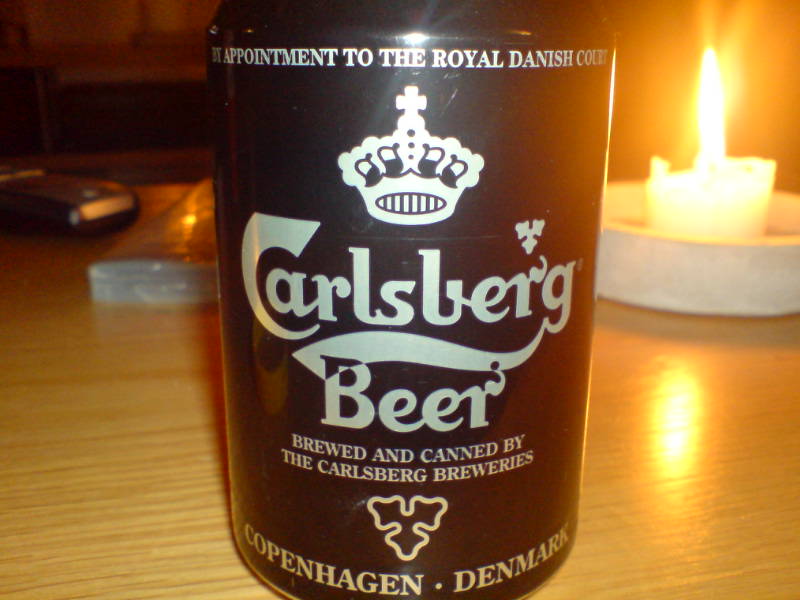 BY APPOINTMENT TO THE ROYAL DANISH COURT
Carlsberg®
Beer
BREWED AND CANNED BY
THE CARLSBERG BREWERIES
COPENHAGEN · DENMARK